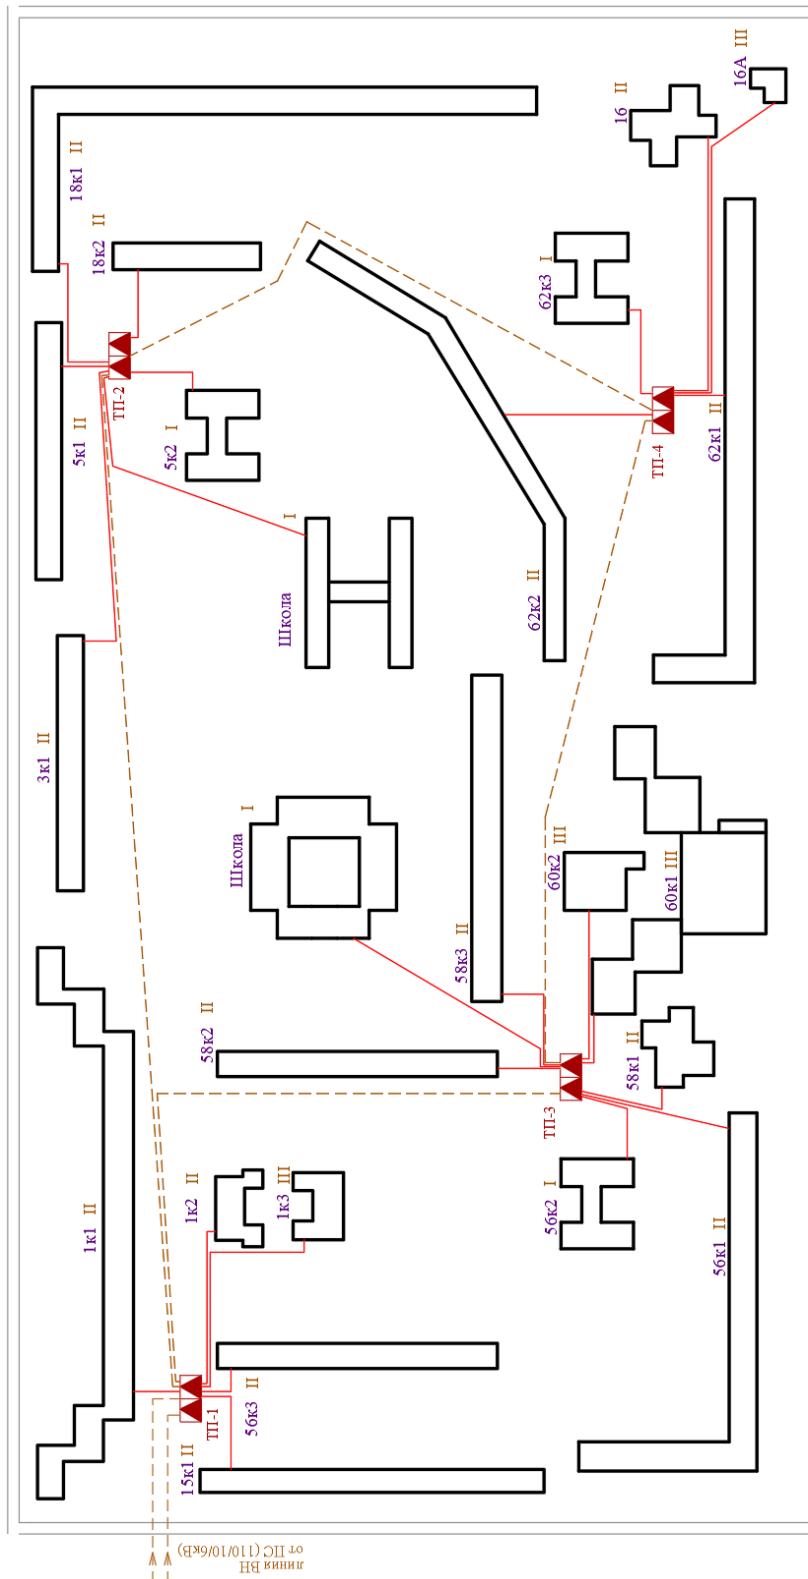 18к1 II
18к2 II
5к1 II
ТП-2
5к2 I
Школа I
3к1 II
Школа I
1к1 II
58к2 II
58к3 II
1к2 II
1к3 III
ТП-1
56к3 II
15к1 II
16 II
16А III
62к3 I
ТП-4
62к1 II
62к2 II
60к2 III
60к1 III
58к1 II
ТП-3
56к2 I
56к1 II
линия ВН
от ПС (110/10/6кВ)